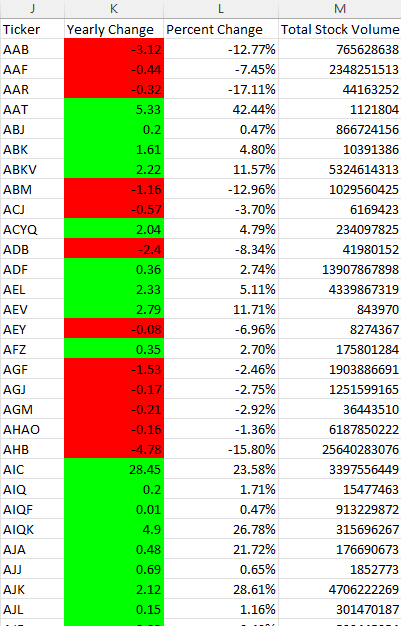 J K L M
Ticker Yearly Change Percent Change Total Stock Volume
AAB -3.12 -12.77% 765628638
AAF -0.44 -7.45% 2348251513
AAR -0.32 -17.11% 44163252
AAT 5.33 42.44% 1121804
ABJ 0.2 0.47% 866724156
ABK 1.61 4.80% 10391386
ABKV 2.22 11.57% 5324614313
ABM -1.16 -12.96% 1029560425
ACJ -0.57 -3.70% 6169423
ACYQ 2.04 4.79% 234097825
ADB -2.4 -8.34% 41980152
ADF 0.36 2.74% 13907867898
AEL 2.33 5.11% 4339867319
AEV 2.79 11.71% 843970
AEY -0.08 -6.96% 8274367
AFZ 0.35 2.70% 175801284
AGF -1.53 -2.46% 1903886691
AGJ -0.17 -2.75% 1251599165
AGM -0.21 -2.92% 36443510
AHAO -0.16 -1.36% 6187850222
AHB -4.78 -15.80% 25640283076
AIC 28.45 23.58% 3397556449
AIQ 0.2 1.71% 15477463
AIQF 0.01 0.47% 913229872
AIQK 4.9 26.78% 315696267
AJA 0.48 21.72% 176690673
AJJ 0.69 0.65% 1852773
AJK 2.12 28.61% 4706222269
AJL 0.15 1.16% 301470187